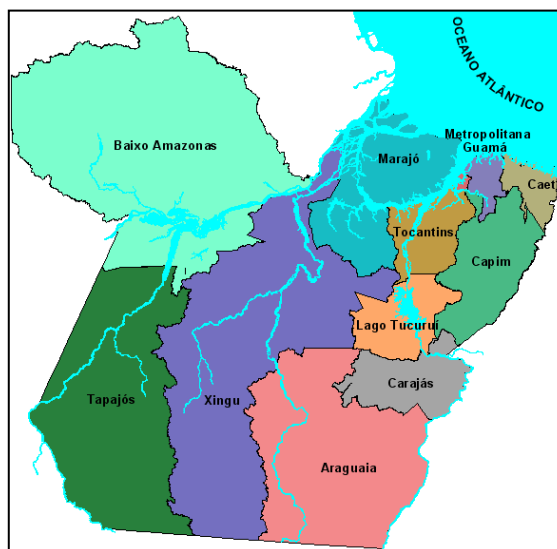 OCEANO ATLÂNTICO
Baixo Amazonas
Metropolitana
Guamá
Marajó
Caet
Tocantins
Capim
Lago Tucuruí
Carajás
Tapajós
Xingu
Araguaia